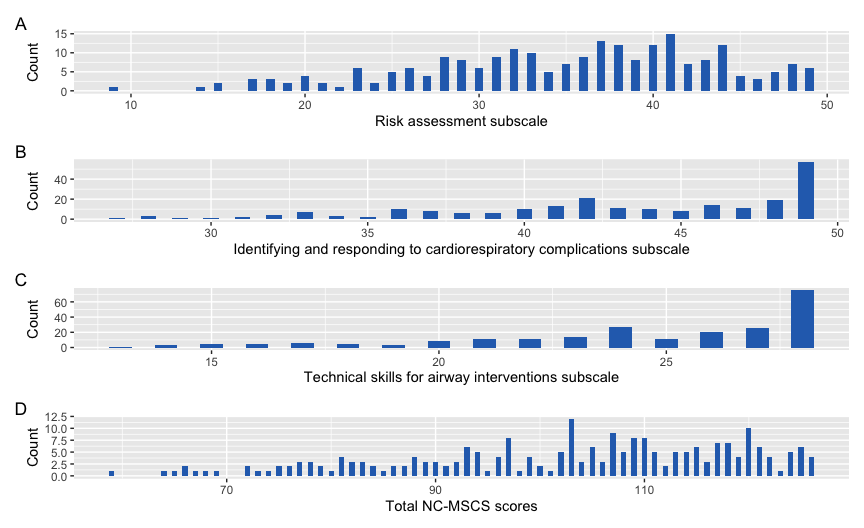 A
15
10
5
0
Count
10 20 30 40 50
Risk assessment subscale
B
40
20
0
Count
30 35 40 45 50
Identifying and responding to cardiorespiratory complications subscale
C
60
40
20
0
Count
15 20 25
Technical skills for airway interventions subscale
D
12.5
10.0
7.5
5.0
2.5
0.0
Count
70 90 110
Total NC-MSCS scores